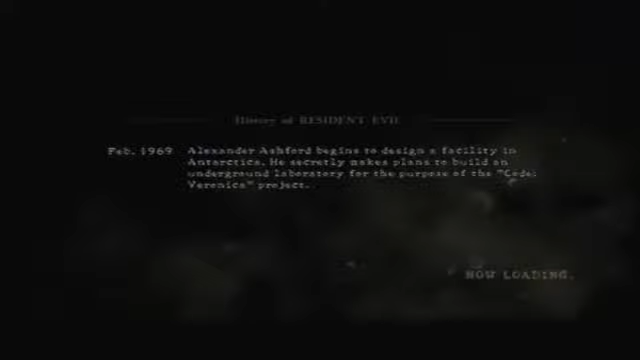 History of RESIDENT EVIL
Feb. 1969 Alexander Ashford begins to design a facility in
Antarctica. He secretly makes plans to build an
underground laboratory for the purpose of the "Code:
Veronica" project.
NOW LOADING.